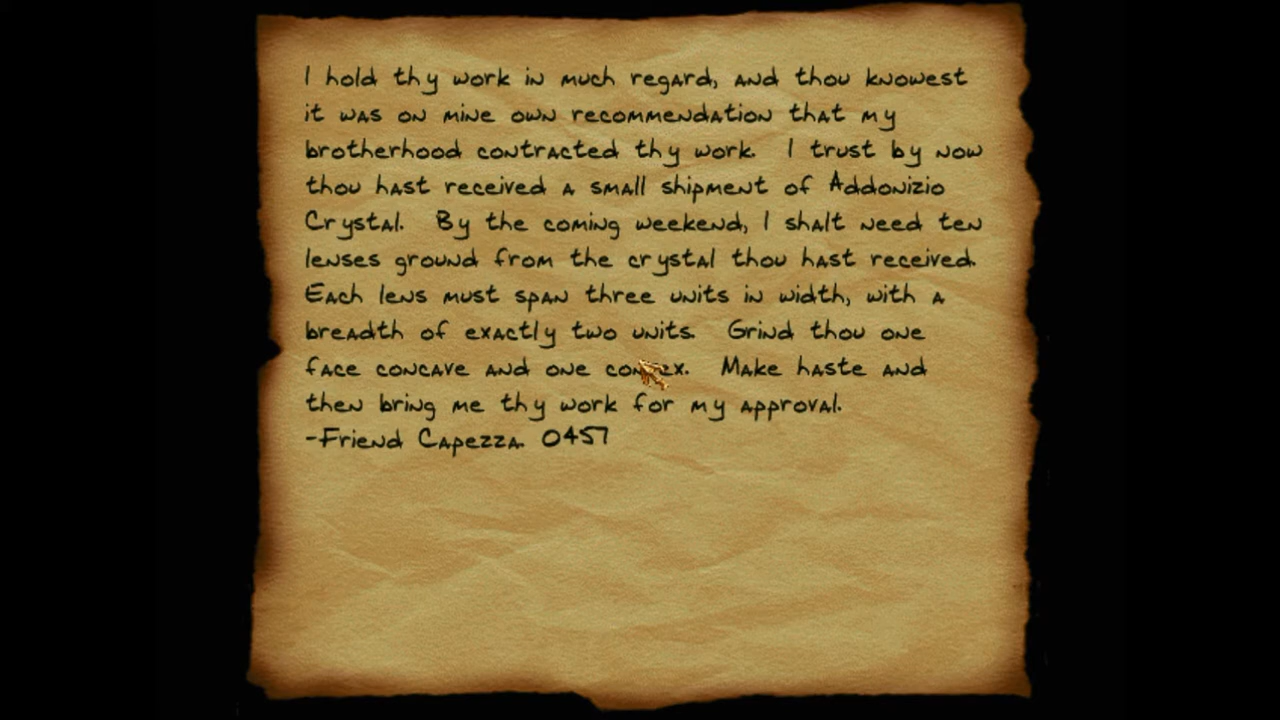 I hold thy work in much regard, and thou knowest
it was on mine own recommendation that my
brotherhood contracted thy work.  I trust by now
thou hast received a small shipment of Addonizio
Crystal.  By the coming weekend, I shalt need ten
lenses ground from the crystal thou hast received.
Each lens must span three units in width, with a
breadth of exactly two units.  Grind thou one
face concave and one convex.  Make haste and
then bring me thy work for my approval.
-Friend Capezza. 0457